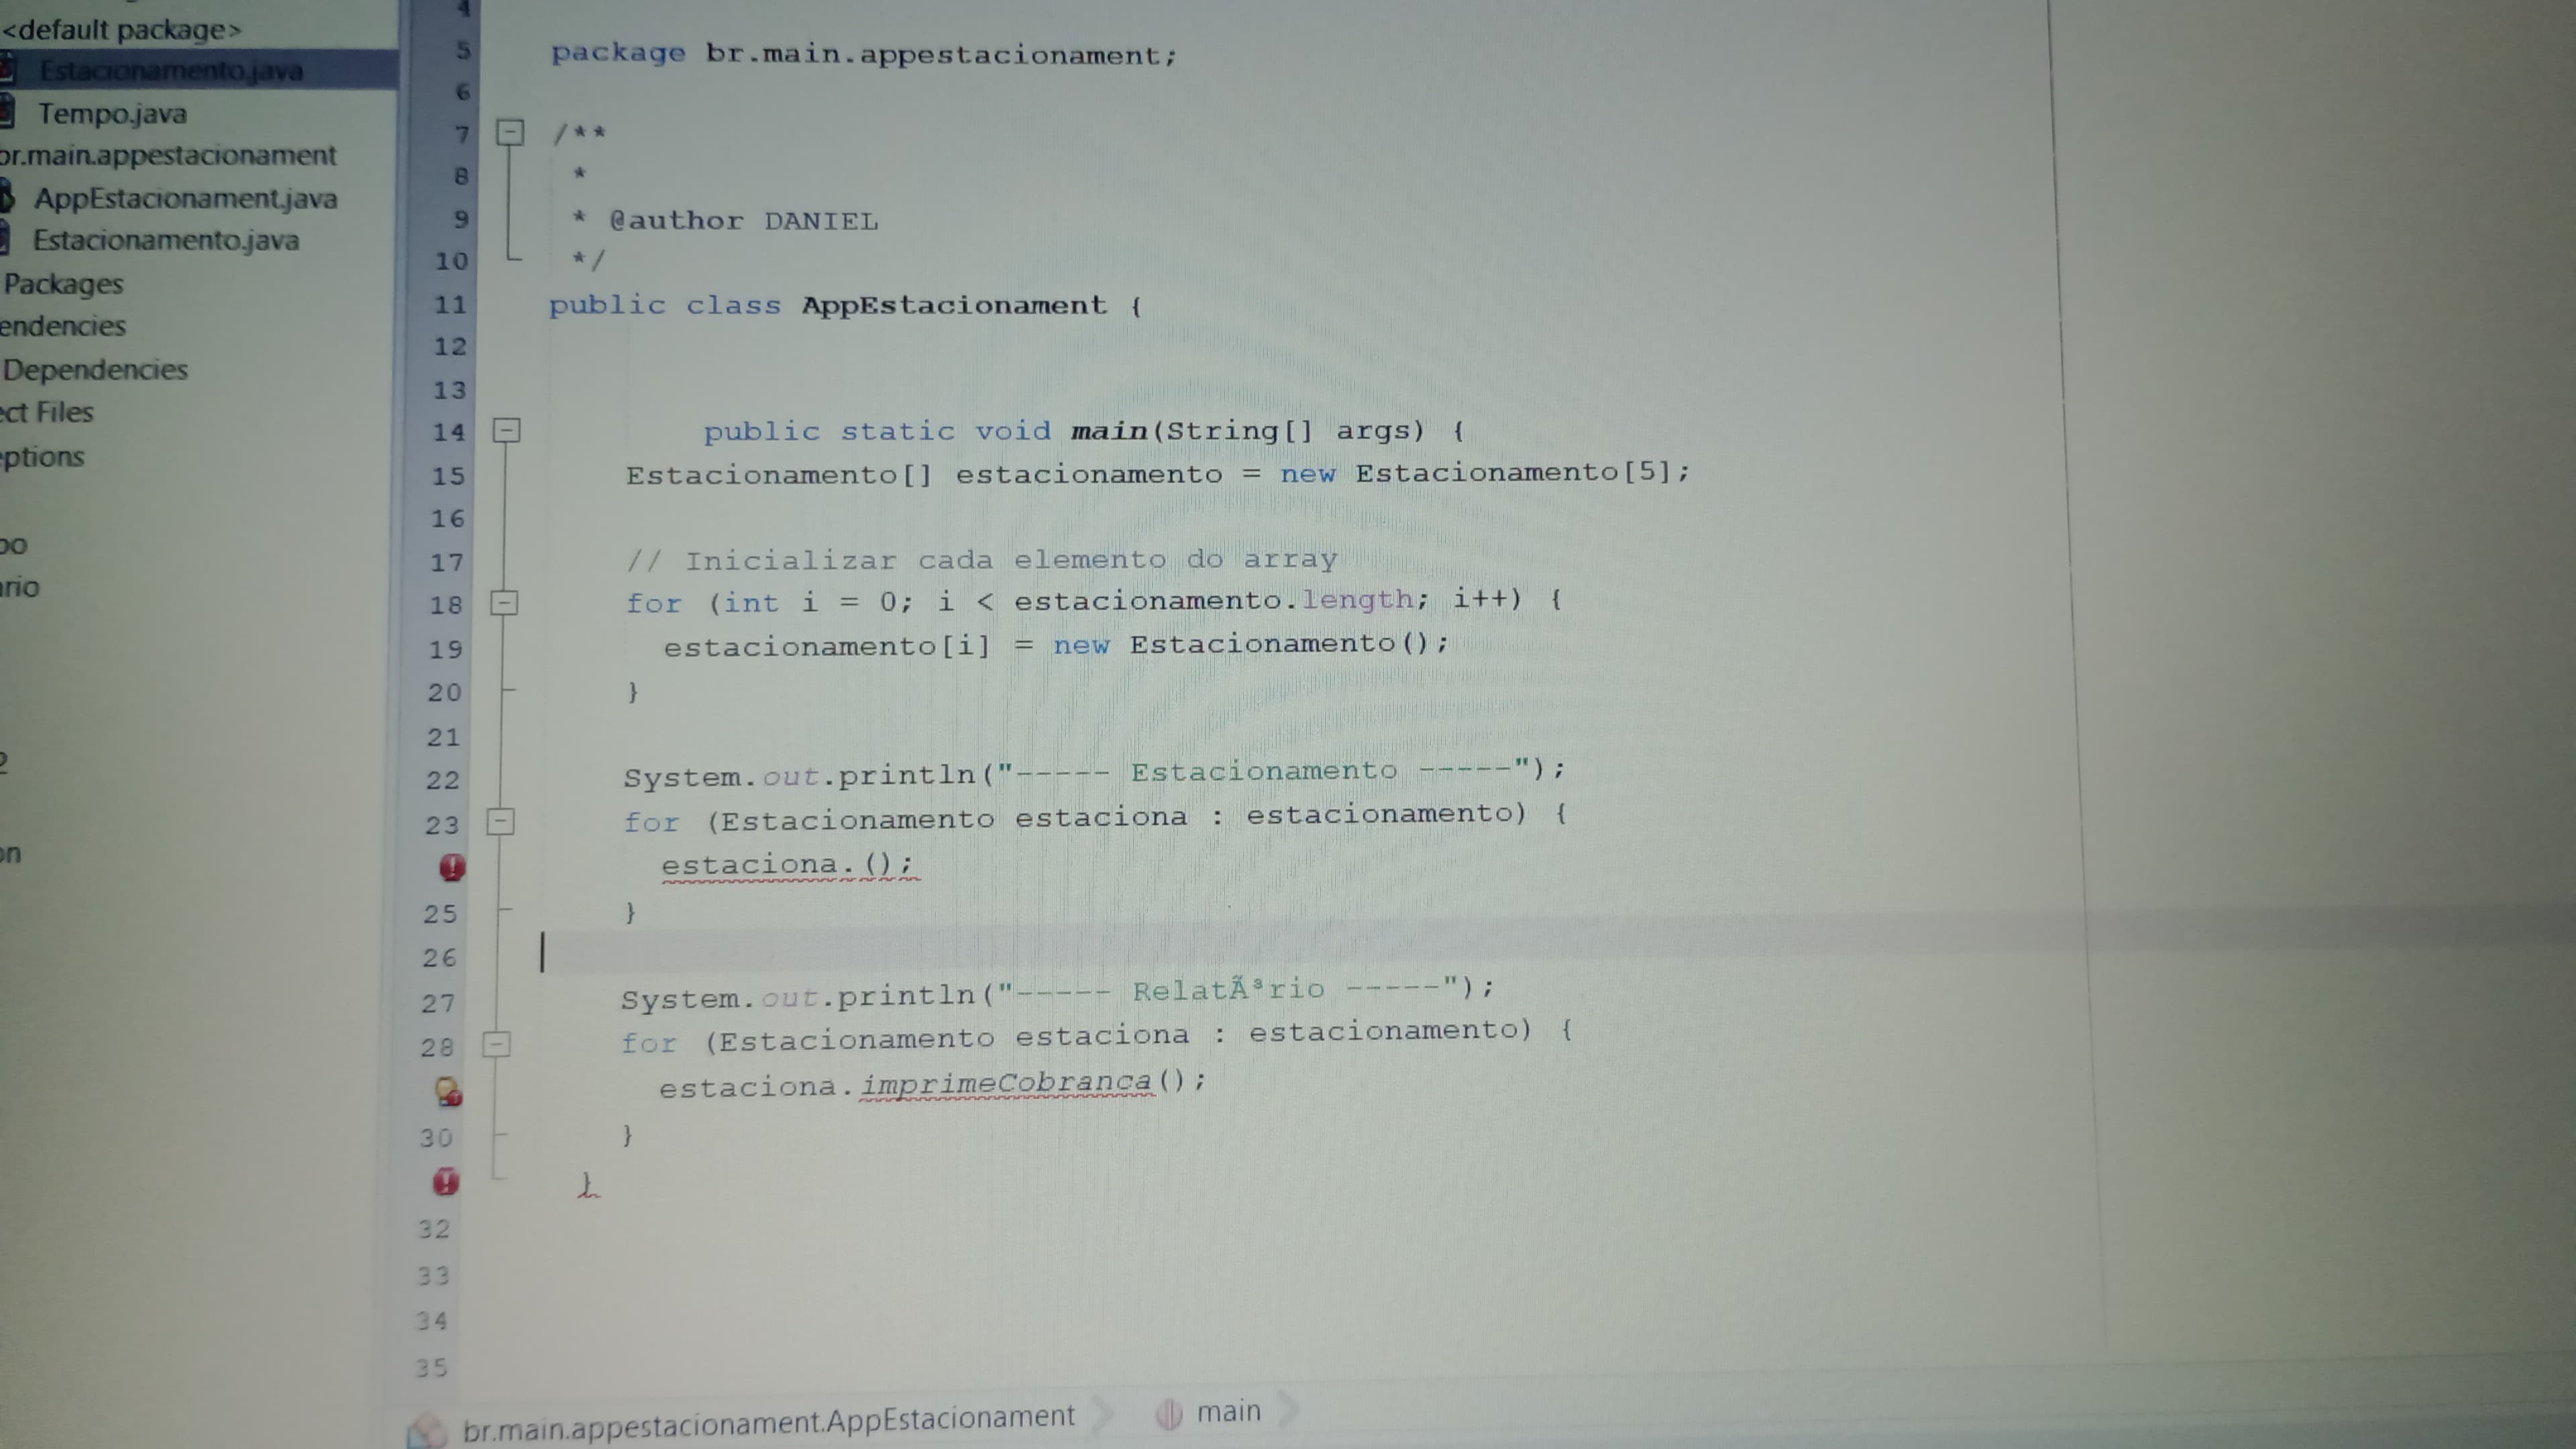 <default package>
Estacionamento.java
Tempo.java
br.main.appestacionament
AppEstacionament.java
Estacionamento.java
Packages
endencies
Dependencies
ect Files
ptions
rio
2
on
4
5 package br.main.appestacionament;
6
7 /**
8 *
9 * @author DANIEL
10 */
11 public class AppEstacionament {
12
13
14 public static void main(String[] args) {
15 Estacionamento[] estacionamento = new Estacionamento[5];
16
17 // Inicializar cada elemento do array
18 for (int i = 0; i < estacionamento.length; i++) {
19 estacionamento[i] = new Estacionamento();
20 }
21
22 System.out.println("----- Estacionamento -----");
23 for (Estacionamento estaciona : estacionamento) {
estaciona.();
25 }
26
27 System.out.println("----- RelatÃªrio -----");
28 for (Estacionamento estaciona : estacionamento) {
estaciona.imprimeCobranca();
30 }
}
32
33
34
35
br.main.appestacionament.AppEstacionament
main